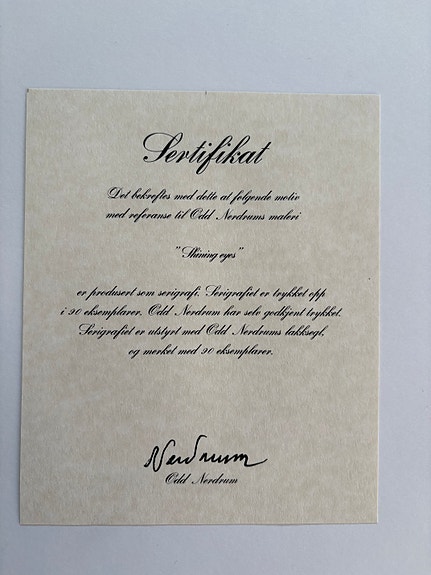 Sertifikat
Det bekreftes med dette at følgende motiv
med referanse til Odd Nerdrums maleri
"Shining eyes"
er produsert som serigrafi. Serigrafiet er trykket opp
i 90 eksemplarer. Odd Nerdrum har selv godkjent trykket.
Serigrafiet er utstyrt med Odd Nerdrums lakksegl,
og merket med 90 eksemplarer.
Nerdrum
Odd Nerdrum